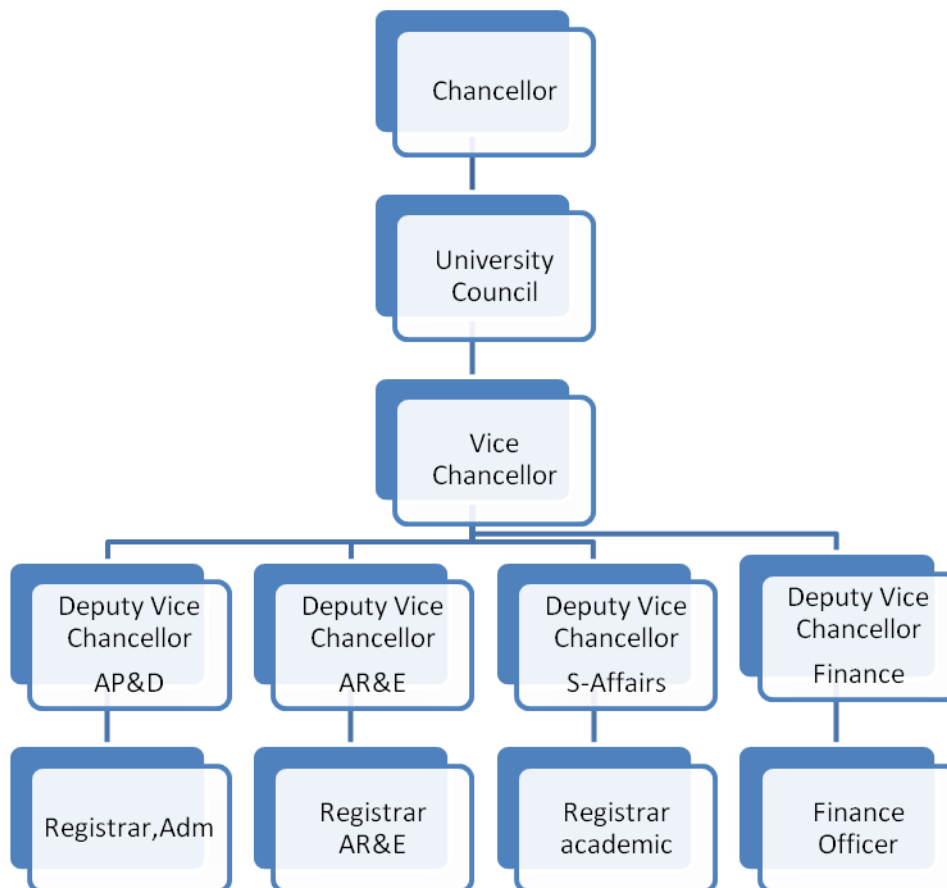 Chancellor
University
Council
Vice
Chancellor
Deputy Vice
Chancellor
AP&D
Deputy Vice
Chancellor
AR&E
Deputy Vice
Chancellor
S-Affairs
Deputy Vice
Chancellor
Finance
Registrar,Adm
Registrar
AR&E
Registrar
academic
Finance
Officer